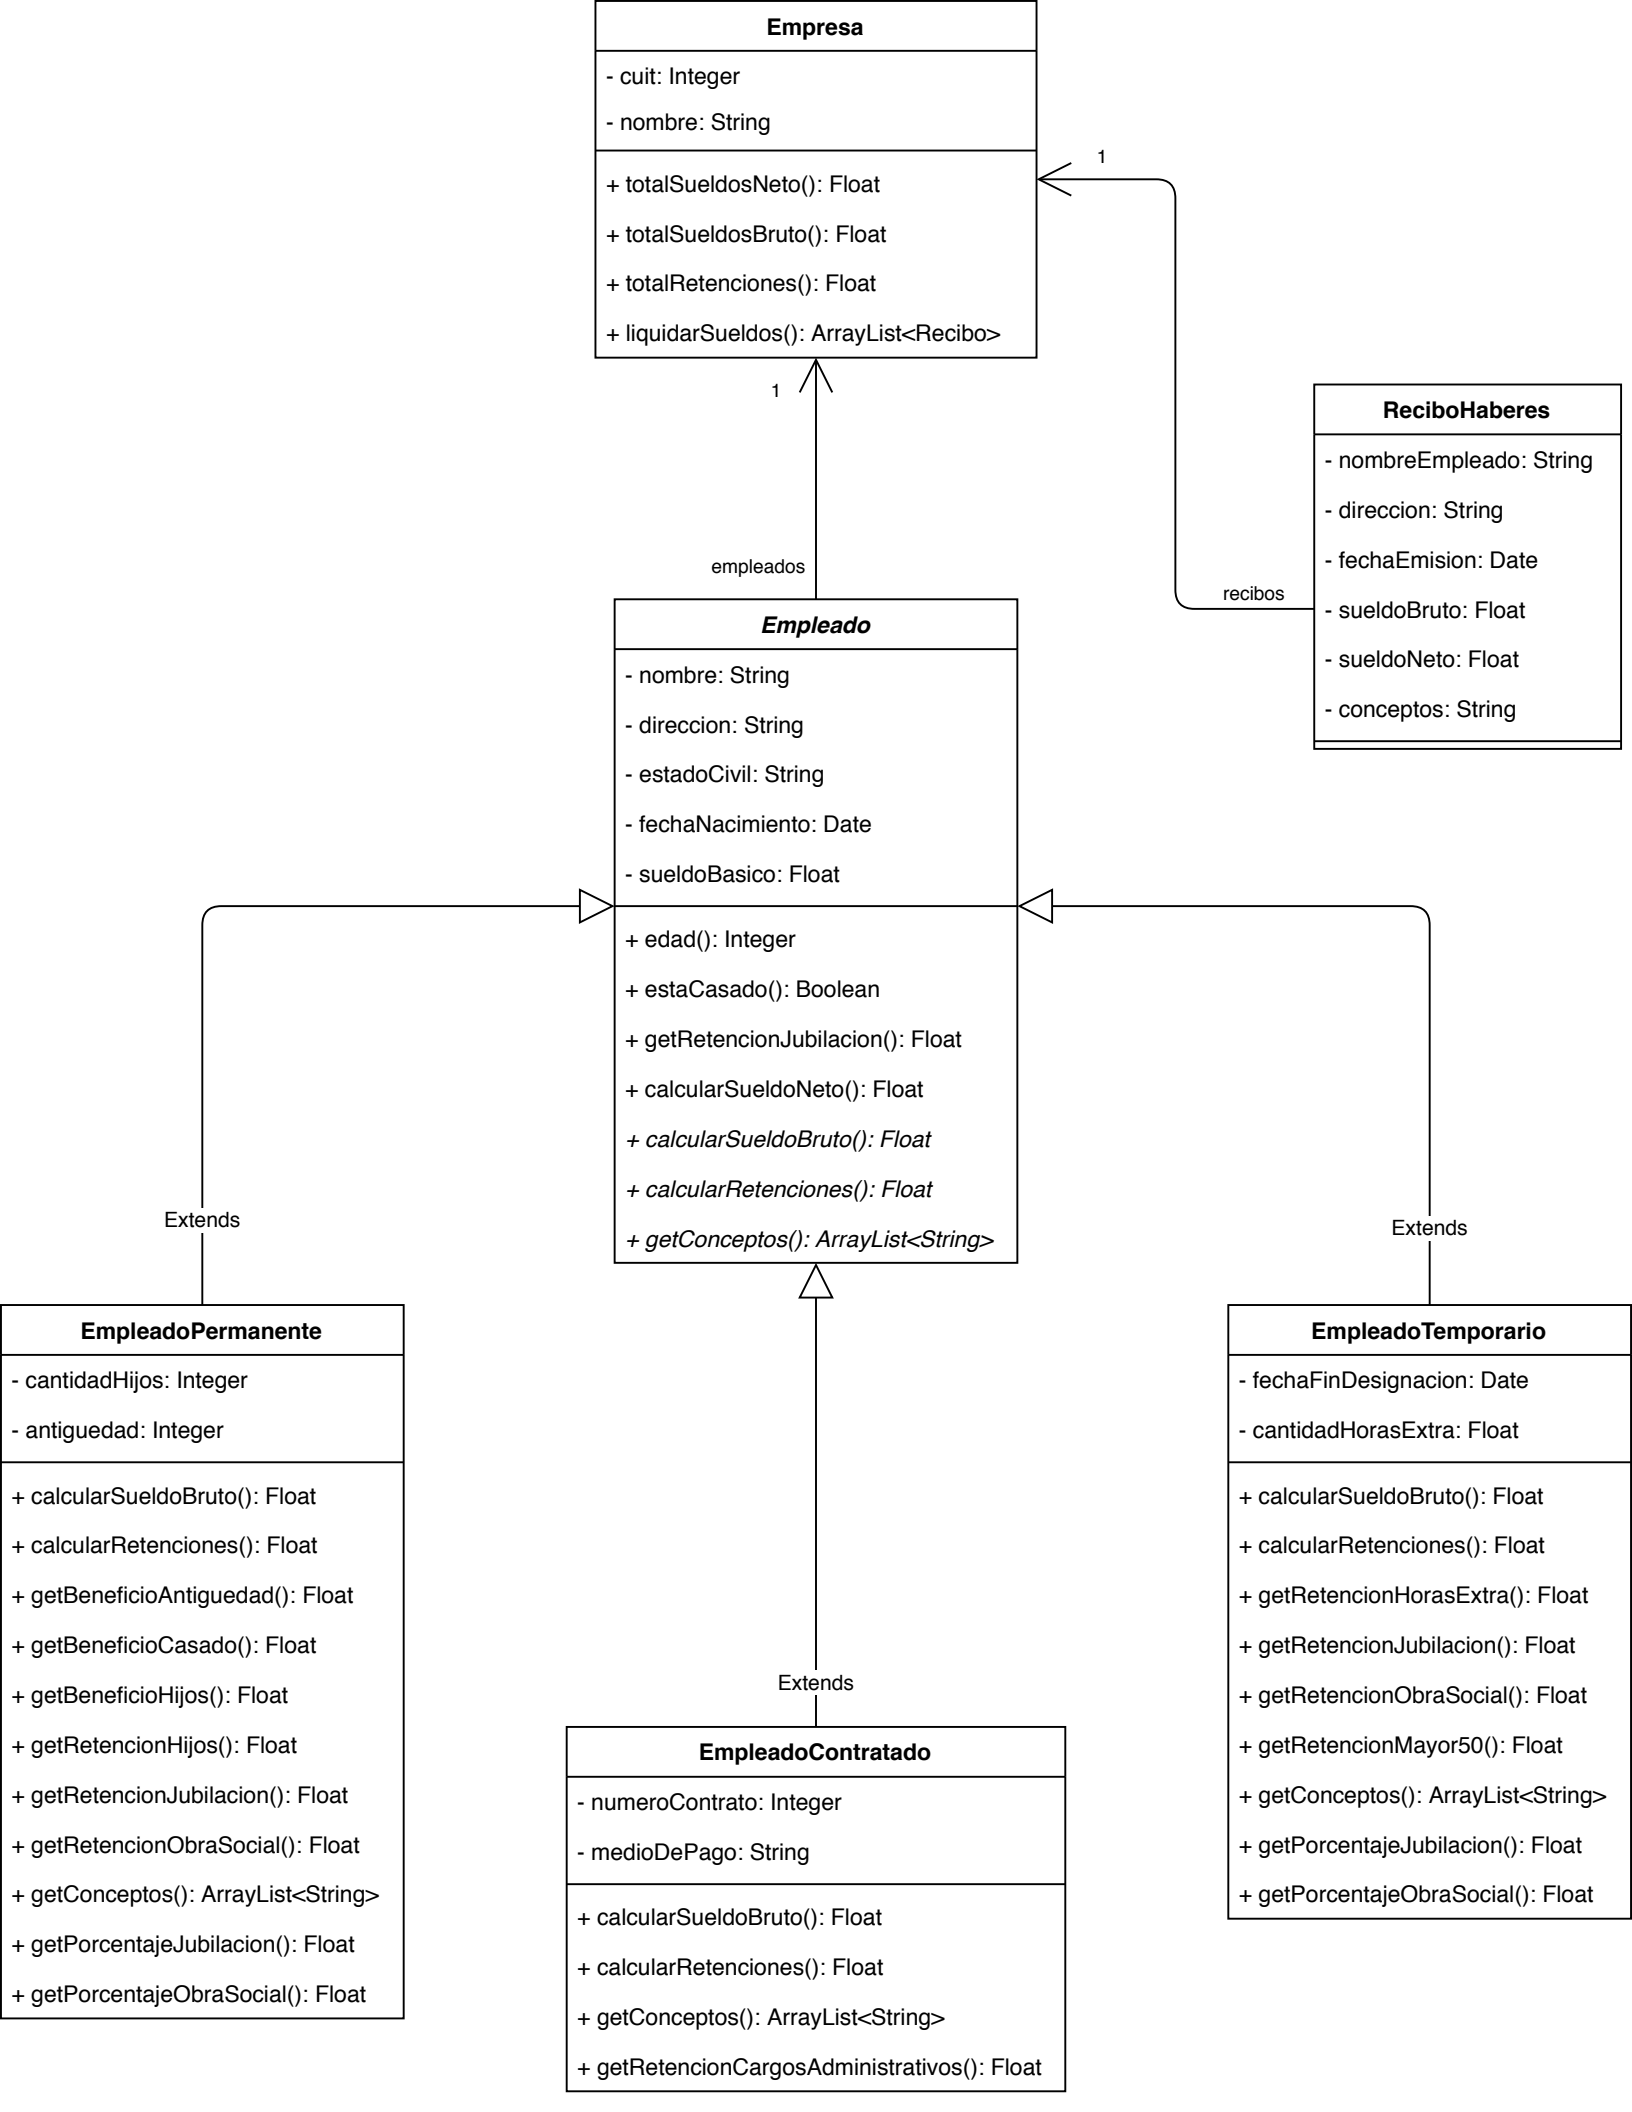 Empresa
- cuit: Integer
- nombre: String
+ totalSueldosNeto(): Float
+ totalSueldosBruto(): Float
+ totalRetenciones(): Float
+ liquidarSueldos(): ArrayList<Recibo>
1
1
ReciboHaberes
- nombreEmpleado: String
- direccion: String
- fechaEmision: Date
- sueldoBruto: Float
- sueldoNeto: Float
- conceptos: String
recibos
empleados
Empleado
- nombre: String
- direccion: String
- estadoCivil: String
- fechaNacimiento: Date
- sueldoBasico: Float
+ edad(): Integer
+ estaCasado(): Boolean
+ getRetencionJubilacion(): Float
+ calcularSueldoNeto(): Float
+ calcularSueldoBruto(): Float
+ calcularRetenciones(): Float
+ getConceptos(): ArrayList<String>
Extends
Extends
Extends
EmpleadoPermanente
- cantidadHijos: Integer
- antiguedad: Integer
+ calcularSueldoBruto(): Float
+ calcularRetenciones(): Float
+ getBeneficioAntiguedad(): Float
+ getBeneficioCasado(): Float
+ getBeneficioHijos(): Float
+ getRetencionHijos(): Float
+ getRetencionJubilacion(): Float
+ getRetencionObraSocial(): Float
+ getConceptos(): ArrayList<String>
+ getPorcentajeJubilacion(): Float
+ getPorcentajeObraSocial(): Float
EmpleadoContratado
- numeroContrato: Integer
- medioDePago: String
+ calcularSueldoBruto(): Float
+ calcularRetenciones(): Float
+ getConceptos(): ArrayList<String>
+ getRetencionCargosAdministrativos(): Float
EmpleadoTemporario
- fechaFinDesignacion: Date
- cantidadHorasExtra: Float
+ calcularSueldoBruto(): Float
+ calcularRetenciones(): Float
+ getRetencionHorasExtra(): Float
+ getRetencionJubilacion(): Float
+ getRetencionObraSocial(): Float
+ getRetencionMayor50(): Float
+ getConceptos(): ArrayList<String>
+ getPorcentajeJubilacion(): Float
+ getPorcentajeObraSocial(): Float